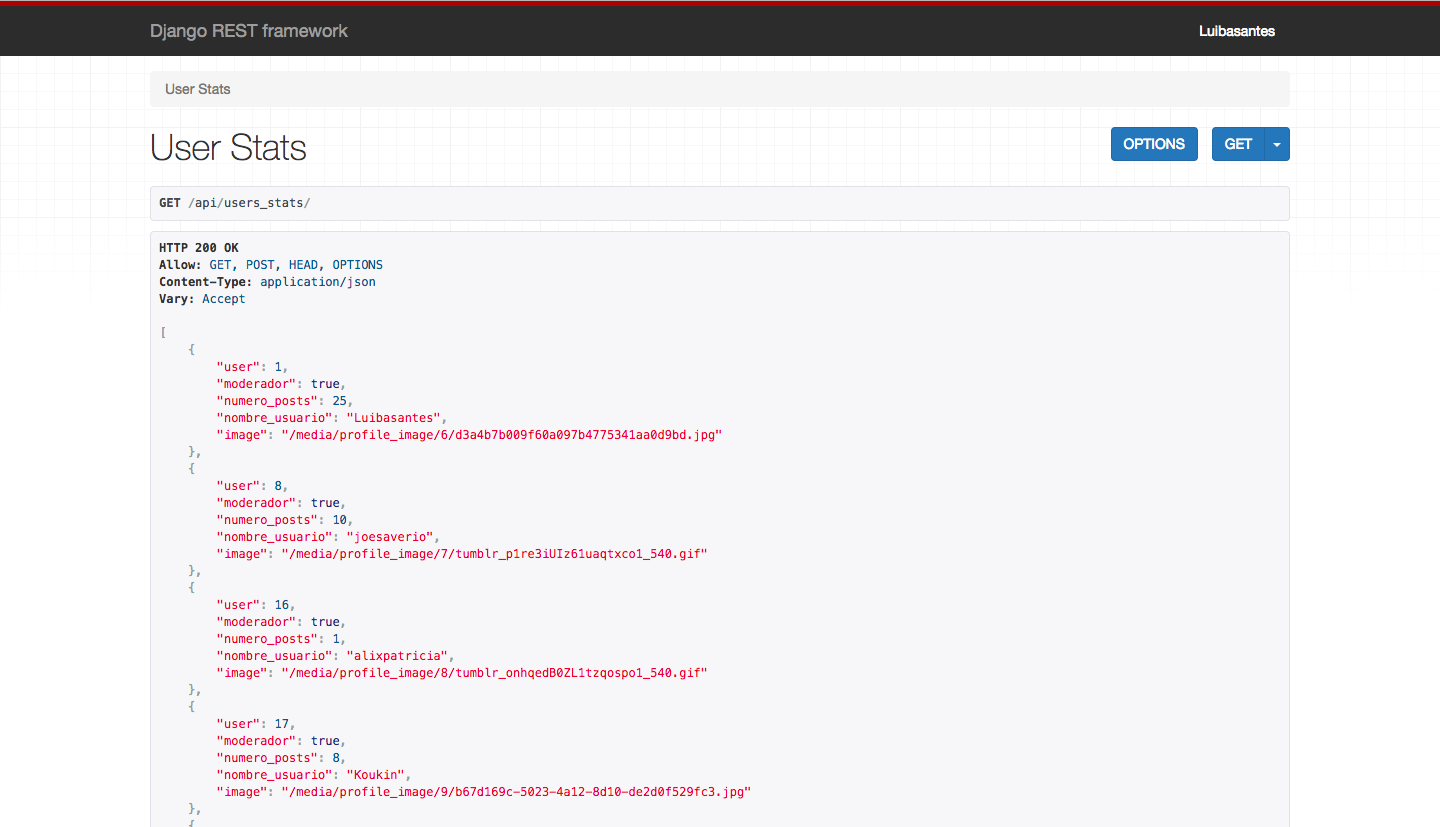 Django REST framework
Luibasantes
User Stats
User Stats
OPTIONS
GET
GET /api/users_stats/
HTTP 200 OK
Allow: GET, POST, HEAD, OPTIONS
Content-Type: application/json
Vary: Accept
[
    {
        "user": 1,
        "moderador": true,
        "numero_posts": 25,
        "nombre_usuario": "Luibasantes",
        "image": "/media/profile_image/6/d3a4b7b009f60a097b4775341aa0d9bd.jpg"
    },
    {
        "user": 8,
        "moderador": true,
        "numero_posts": 10,
        "nombre_usuario": "joesaverio",
        "image": "/media/profile_image/7/tumblr_p1re3iUIz61uaqtxco1_540.gif"
    },
    {
        "user": 16,
        "moderador": true,
        "numero_posts": 1,
        "nombre_usuario": "alixpatricia",
        "image": "/media/profile_image/8/tumblr_onhqedB0ZL1tzqospo1_540.gif"
    },
    {
        "user": 17,
        "moderador": true,
        "numero_posts": 8,
        "nombre_usuario": "Koukin",
        "image": "/media/profile_image/9/b67d169c-5023-4a12-8d10-de2d0f529fc3.jpg"
    },
    {